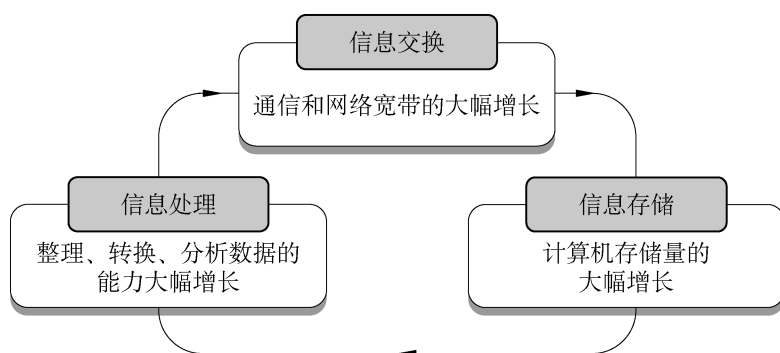 信息交换
通信和网络宽带的大幅增长
信息处理
整理、转换、分析数据的
能力大幅增长
信息存储
计算机存储量的
大幅增长